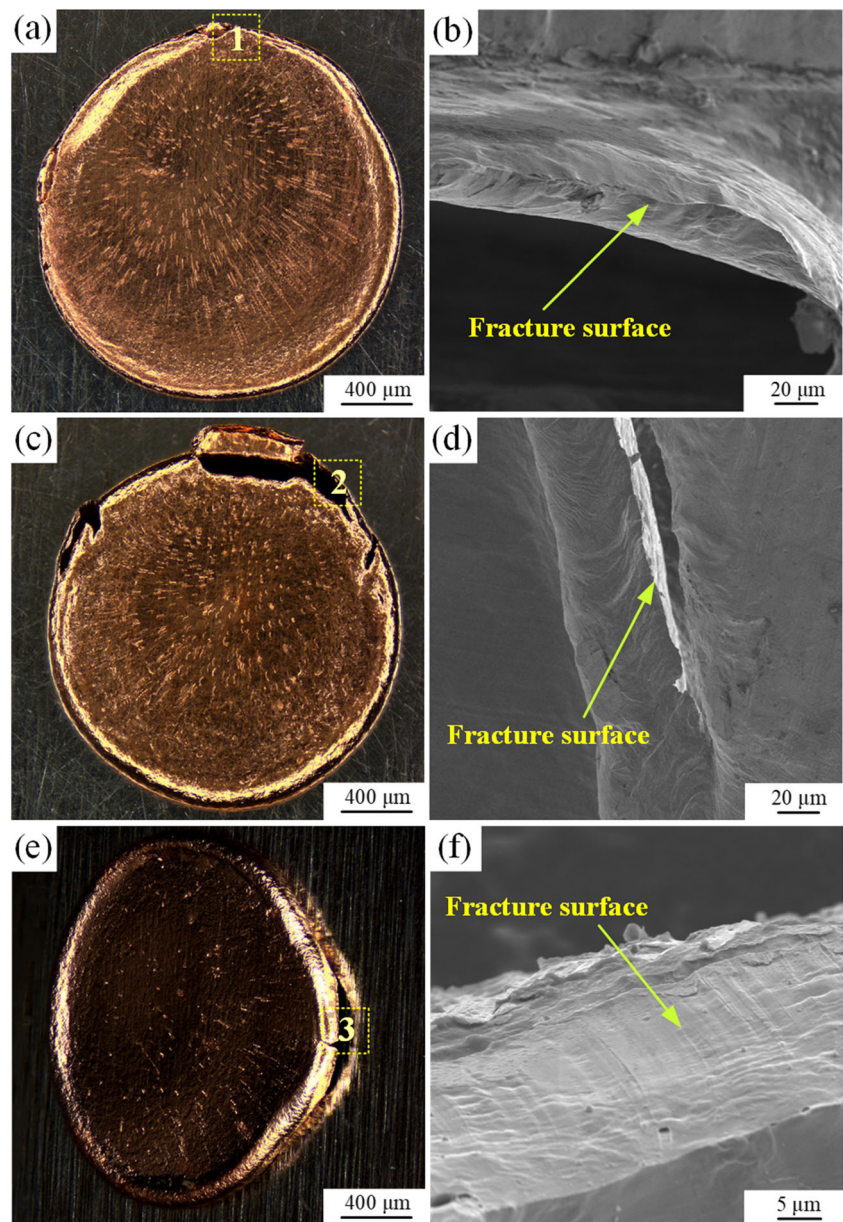 (a)
1
400 μm
(b)
Fracture surface
20 μm
(c)
2
400 μm
(d)
Fracture surface
20 μm
(e)
3
400 μm
(f)
Fracture surface
5 μm